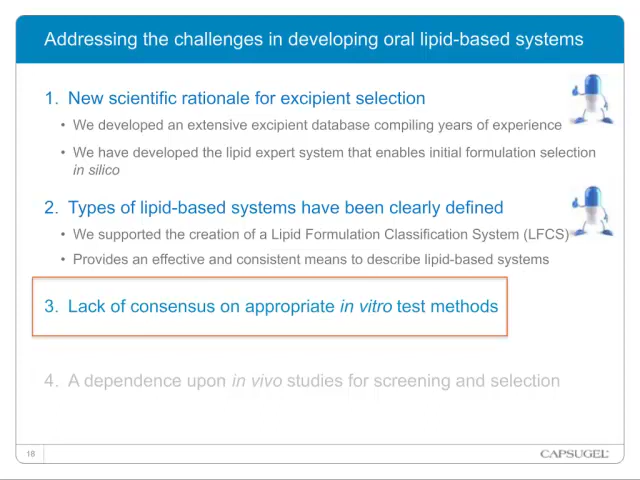 Addressing the challenges in developing oral lipid-based systems
1. New scientific rationale for excipient selection
• We developed an extensive excipient database compiling years of experience
• We have developed the lipid expert system that enables initial formulation selection
in silico
2. Types of lipid-based systems have been clearly defined
• We supported the creation of a Lipid Formulation Classification System (LFCS)
• Provides an effective and consistent means to describe lipid-based systems
3. Lack of consensus on appropriate in vitro test methods
4. A dependence upon in vivo studies for screening and selection
18
CAPSUGEL